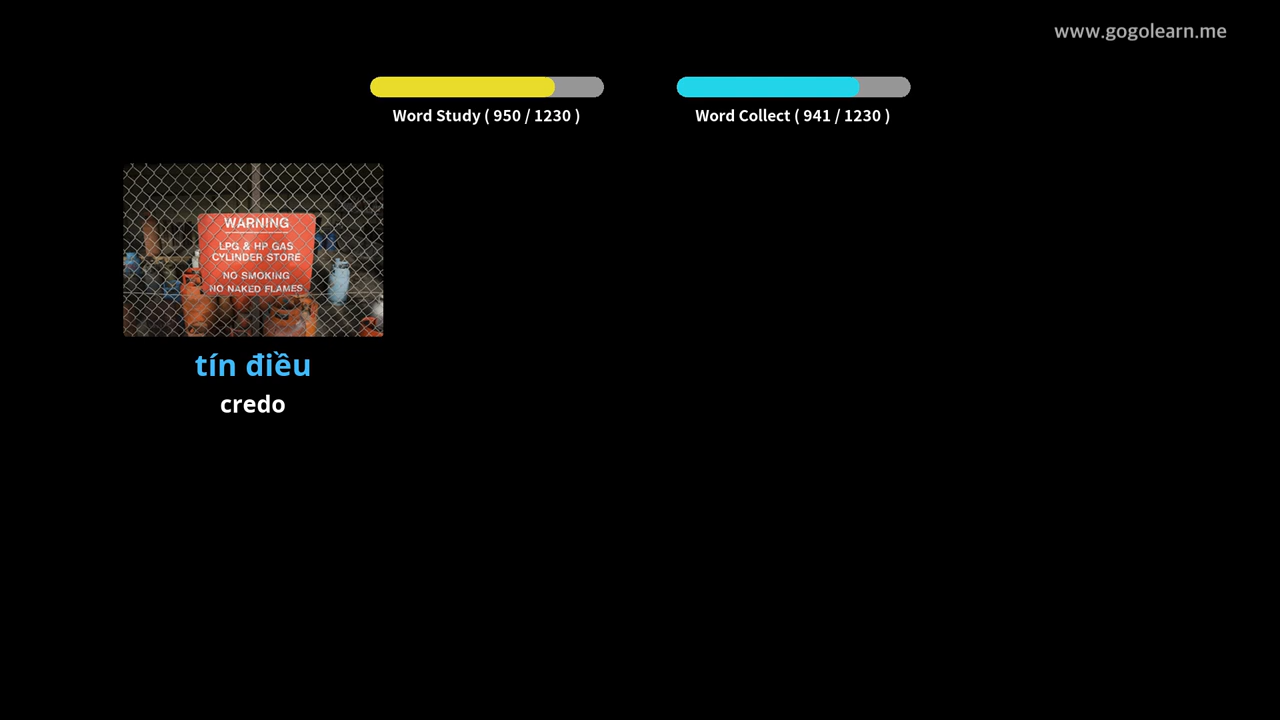 www.gogolearn.me
Word Study ( 950 / 1230 )
Word Collect ( 941 / 1230 )
WARNING
LPG & HP GAS
CYLINDER STORE
NO SMOKING
NO NAKED FLAMES
tín điều
credo